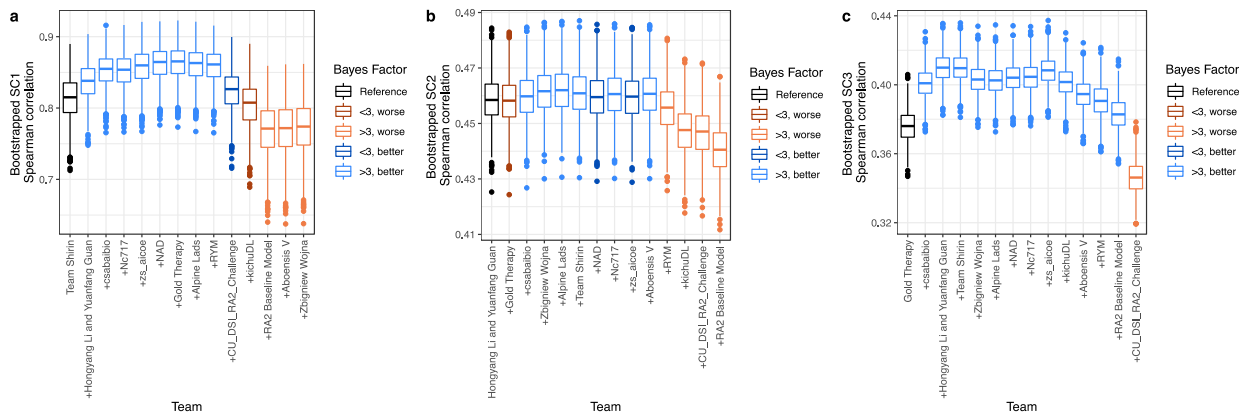 a
Bootstrapped SC1
Spearman correlation
0.9
0.8
0.7
Team Shirin
+Hongyang Li and Yuanfang Guan
+csabaibio
+Nc717
+zs_aicoe
+NAD
+Gold Therapy
+Alpine Lads
+RYM
+CU_DSI_RA2_Challenge
+kichuDL
+RA2 Baseline Model
+Aboensis V
+Zbigniew Wojna
Team
Bayes Factor
Reference
<3, worse
>3, worse
<3, better
>3, better
b
Bootstrapped SC2
Spearman correlation
0.49
0.47
0.45
0.43
0.41
Hongyang Li and Yuanfang Guan
+Gold Therapy
+csabaibio
+Zbigniew Wojna
+Alpine Lads
+Team Shirin
+NAD
+Nc717
+zs_aicoe
+Aboensis V
+RYM
+kichuDL
+CU_DSI_RA2_Challenge
+RA2 Baseline Model
Team
Bayes Factor
Reference
<3, worse
>3, worse
<3, better
>3, better
c
Bootstrapped SC3
Spearman correlation
0.44
0.40
0.36
0.32
Gold Therapy
+csabaibio
+Hongyang Li and Yuanfang Guan
+Team Shirin
+Zbigniew Wojna
+Alpine Lads
+NAD
+Nc717
+zs_aicoe
+kichuDL
+Aboensis V
+RYM
+RA2 Baseline Model
+CU_DSI_RA2_Challenge
Team
Bayes Factor
Reference
<3, worse
>3, worse
<3, better
>3, better